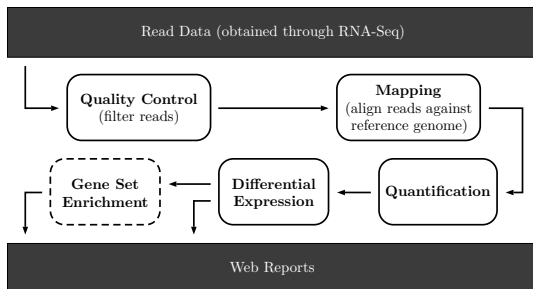 Read Data (obtained through RNA-Seq)
Quality Control
(filter reads)
Mapping
(align reads against
reference genome)
Gene Set
Enrichment
Differential
Expression
Quantification
Web Reports